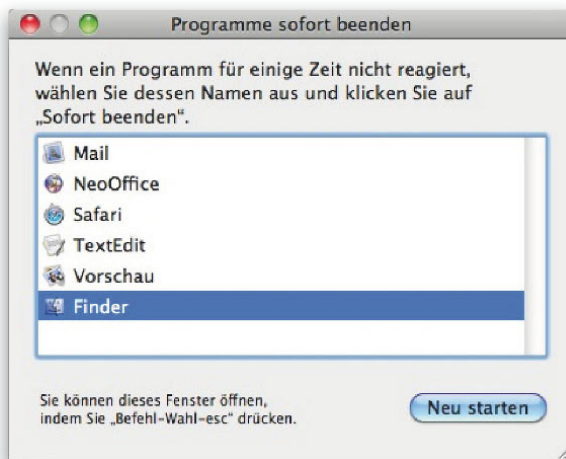 Programme sofort beenden
Wenn ein Programm für einige Zeit nicht reagiert,
wählen Sie dessen Namen aus und klicken Sie auf
„Sofort beenden“.
Mail
NeoOffice
Safari
TextEdit
Vorschau
Finder
Sie können dieses Fenster öffnen,
indem Sie „Befehl-Wahl-esc“ drücken.
Neu starten